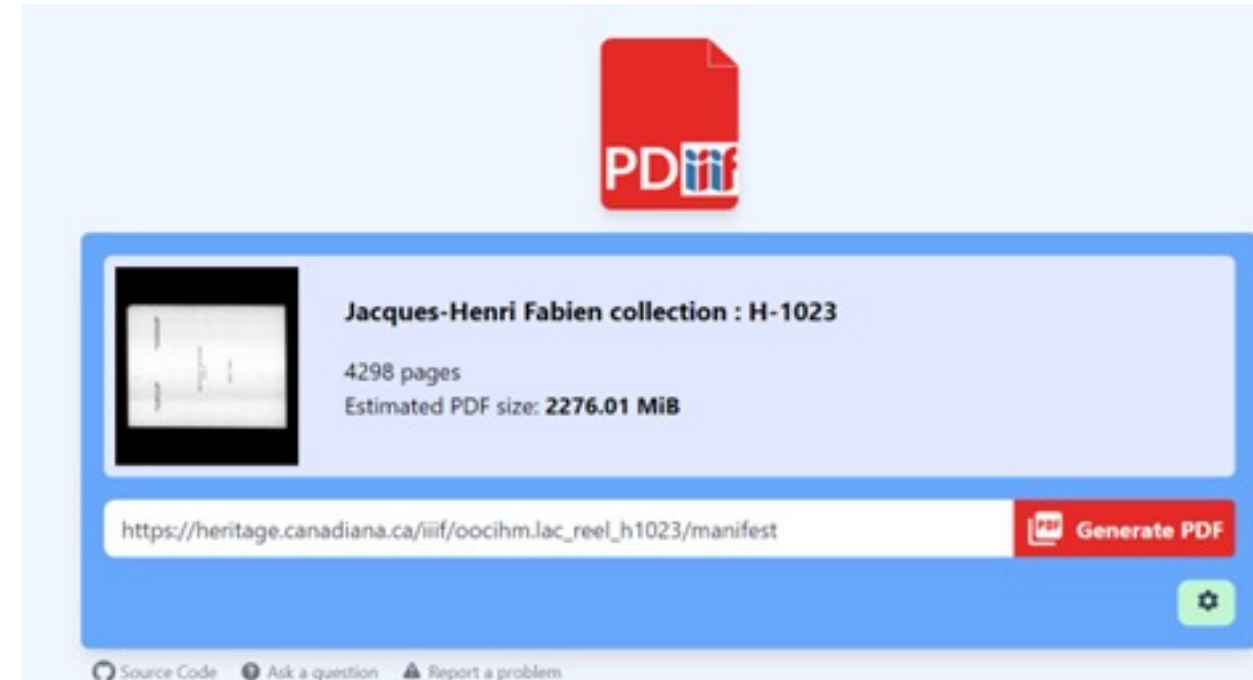 PDiiif
Jacques-Henri Fabien collection : H-1023
4298 pages
Estimated PDF size: 2276.01 MiB
https://heritage.canadiana.ca/iiif/oocihm.lac_reel_h1023/manifest
PDF Generate PDF
Source Code Ask a question Report a problem